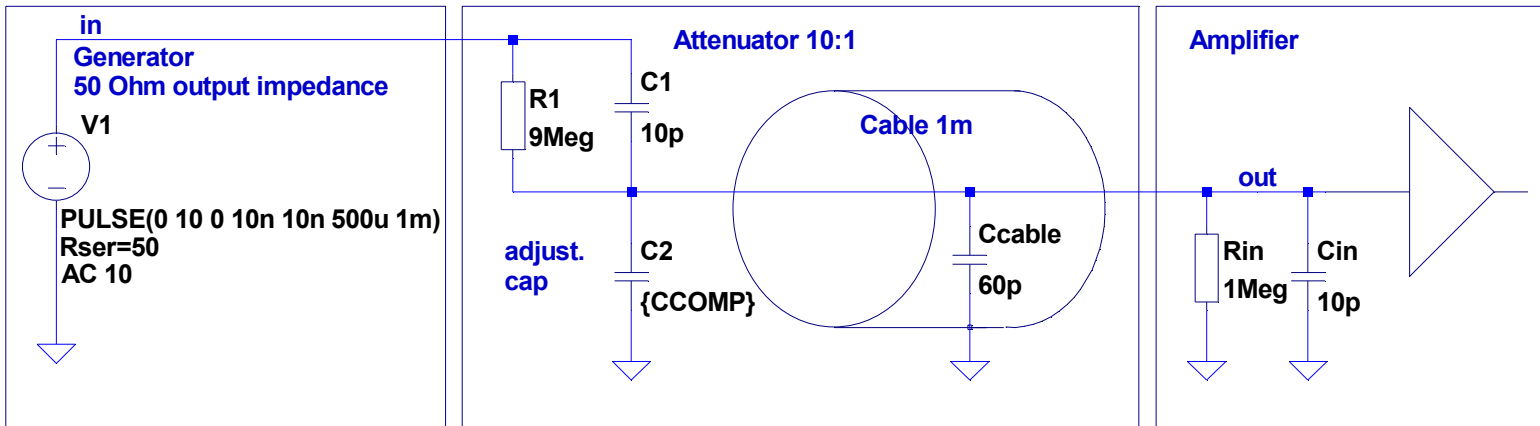 in
Generator
50 Ohm output impedance
V1
PULSE(0 10 0 10n 10n 500u 1m)
Rser=50
AC 10
Attenuator 10:1
R1
9Meg
C1
10p
adjust.
cap
C2
{CCOMP}
Cable 1m
Ccable
60p
Amplifier
out
Rin
1Meg
Cin
10p